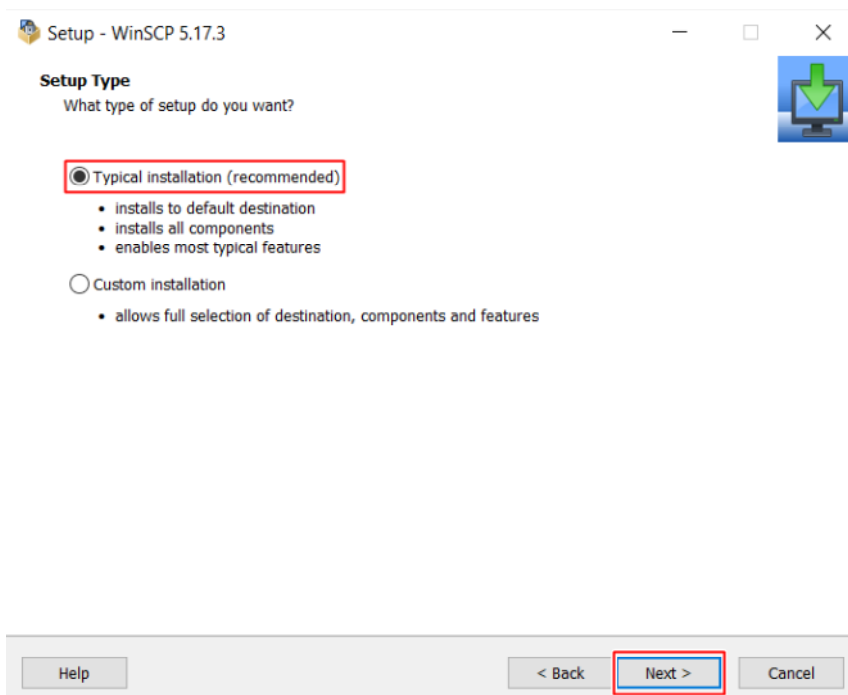 Setup - WinSCP 5.17.3
Setup Type
What type of setup do you want?
Typical installation (recommended)
• installs to default destination
• installs all components
• enables most typical features
Custom installation
• allows full selection of destination, components and features
Help
< Back
Next >
Cancel